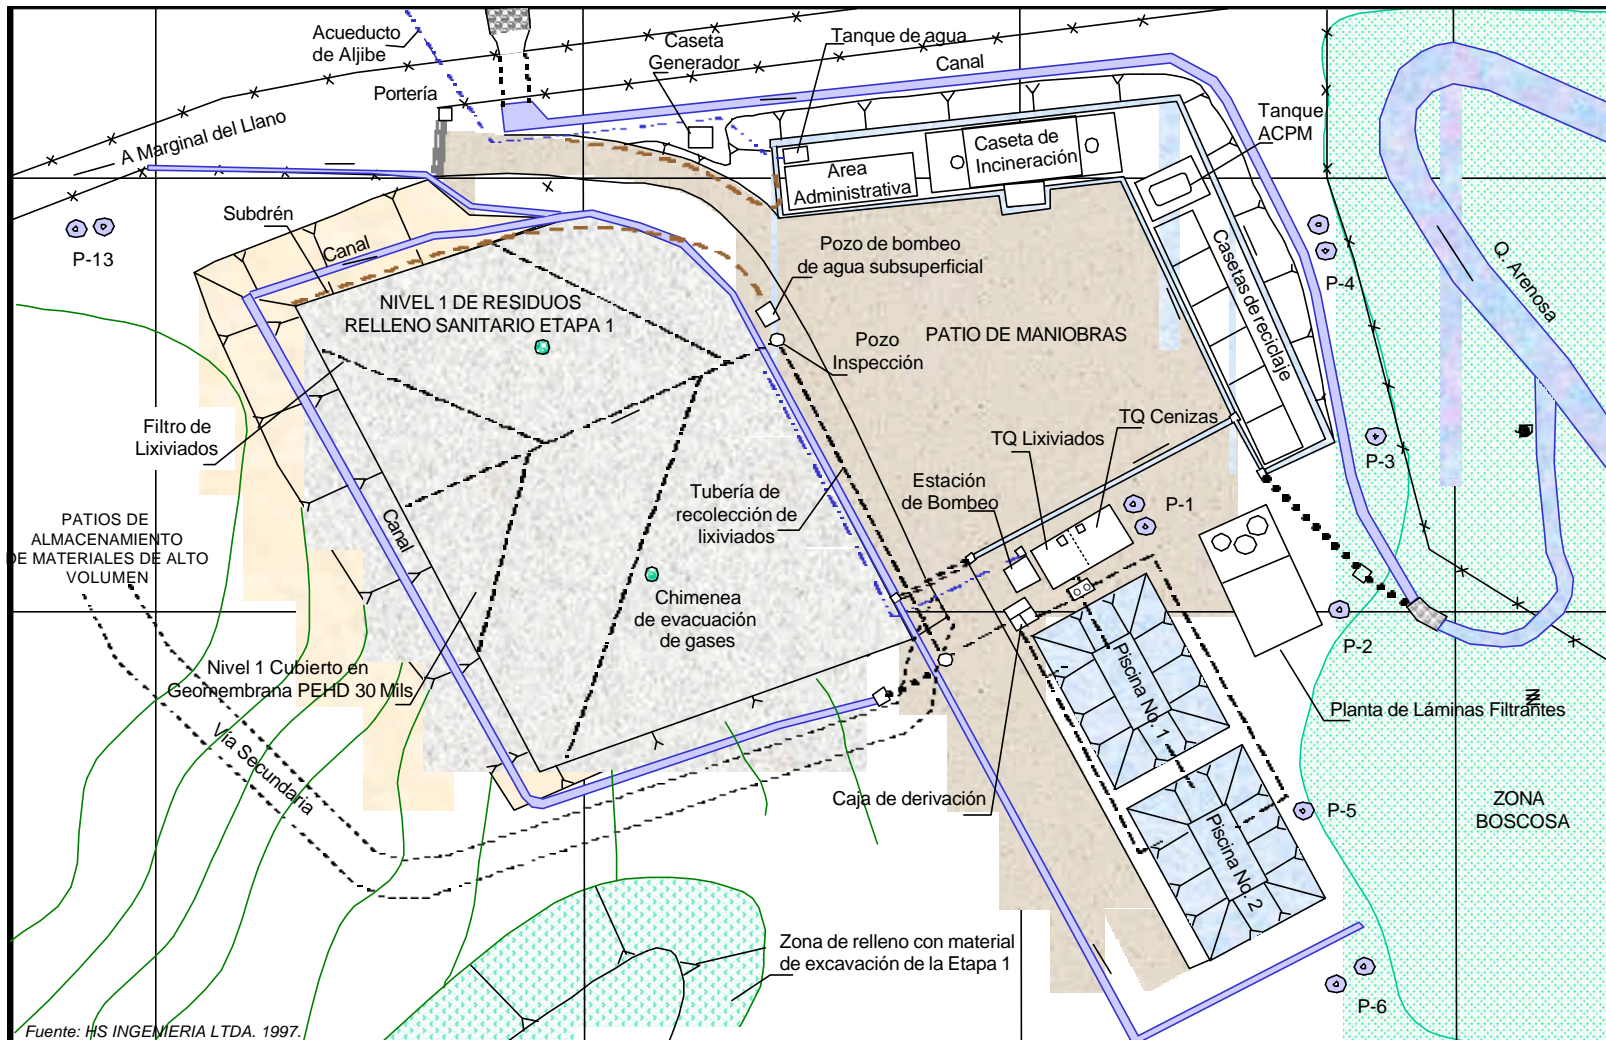 Acueducto
de Aljibe
Caseta
Generador
Tanque de agua
Canal
Portería
A Marginal del Llano
Tanque
ACPM
Caseta de
Incineración
Area
Administrativa
Subdrén
Canal
P-13
Pozo de bombeo
de agua subsuperficial
Casetas de reciclaje
P-4
Q. Arenosa
NIVEL 1 DE RESIDUOS
RELLENO SANITARIO ETAPA 1
PATIO DE MANIOBRAS
Pozo
Inspección
Filtro de
Lixiviados
TQ Cenizas
TQ Lixiviados
P-3
Estación
de Bombeo
P-1
Tubería de
recolección de
lixiviados
Canal
PATIOS DE
ALMACENAMIENTO
DE MATERIALES DE ALTO
VOLUMEN
Chimenea
de evacuación
de gases
P-2
Nivel 1 Cubierto en
Geomembrana PEHD 30 Mils
Piscina No. 1
Planta de Láminas Filtrantes
Vía Secundaria
Caja de derivación
P-5
ZONA
BOSCOSA
Piscina No. 2
Zona de relleno con material
de excavación de la Etapa 1
P-6
Fuente: HS INGENIERIA LTDA. 1997.